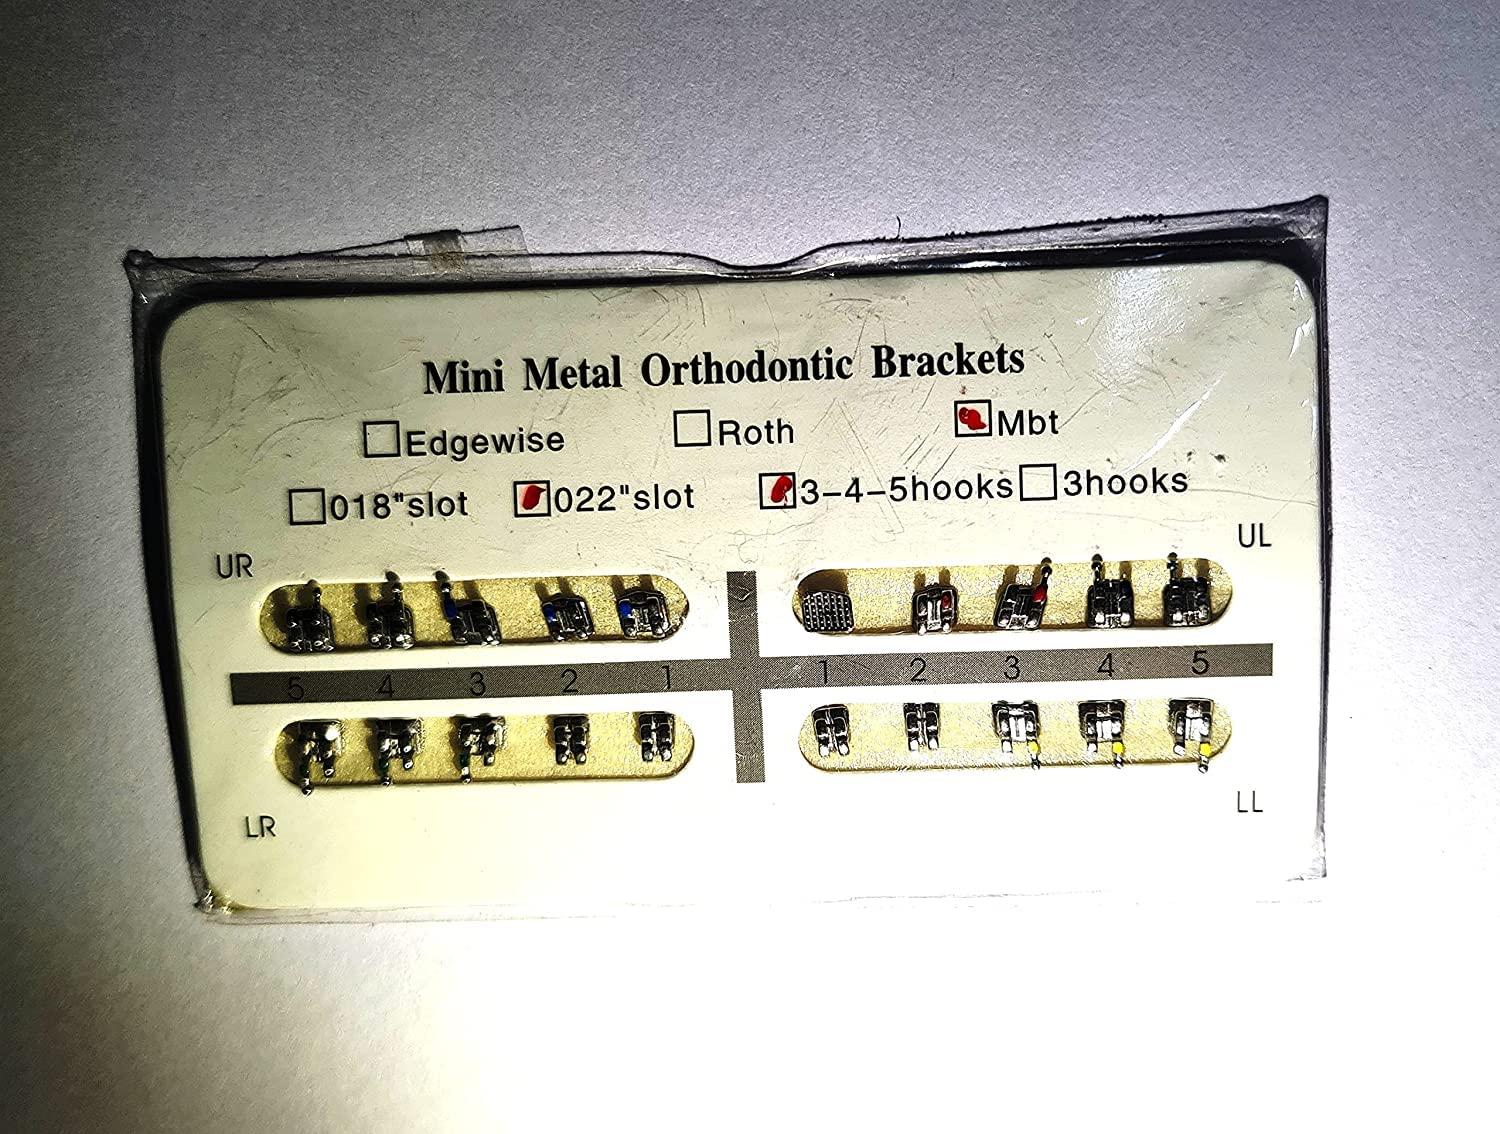 Mini Metal Orthodontic Brackets
Edgewise Roth Mbt
018"slot 022"slot 3-4-5hooks 3hooks
UR UL
5 4 3 2 1 1 2 3 4 5
LR LL